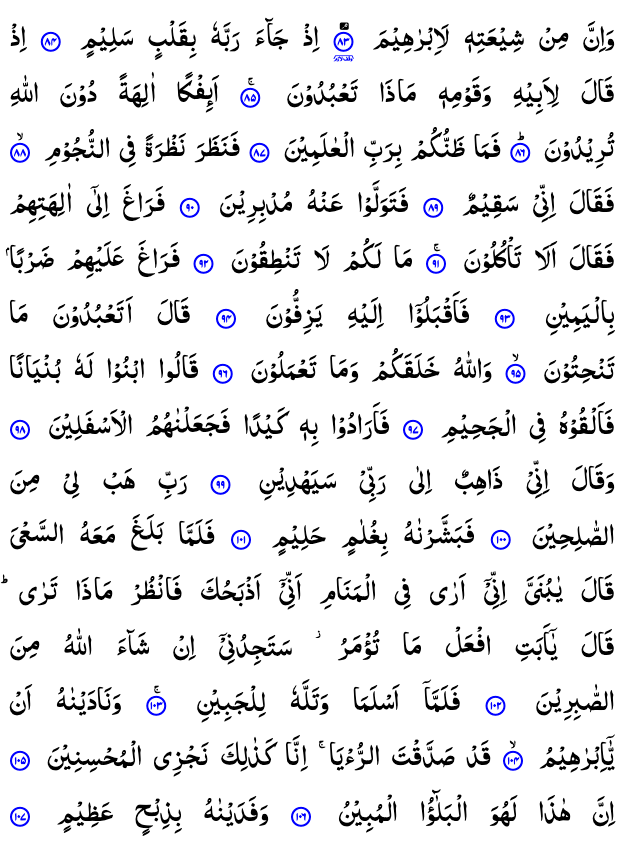 وَاِنَّ مِنْ شِيْعَتِهٖ لَاِبْرٰهِيْمَ ۘ ﴿۸۳﴾ اِذْ جَآءَ رَبَّهٗ بِقَلْبٍ سَلِيْمٍ ﴿۸۴﴾ اِذْ
قَالَ لِاَبِيْهِ وَقَوْمِهٖ مَاذَا تَعْبُدُوْنَ ۚ ﴿۸۵﴾ اَئِفْكًا اٰلِهَةً دُوْنَ اللّٰهِ
تُرِيْدُوْنَ ؕ ﴿۸۶﴾ فَمَا ظَنُّكُمْ بِرَبِّ الْعٰلَمِيْنَ ﴿۸۷﴾ فَنَظَرَ نَظْرَةً فِى النُّجُوْمِ ۙ ﴿۸۸﴾
فَقَالَ اِنِّىْ سَقِيْمٌ ﴿۸۹﴾ فَتَوَلَّوْا عَنْهُ مُدْبِرِيْنَ ﴿۹۰﴾ فَرَاغَ اِلٰٓى اٰلِهَتِهِمْ
فَقَالَ اَلَا تَاْكُلُوْنَ ۚ ﴿۹۱﴾ مَا لَكُمْ لَا تَنْطِقُوْنَ ﴿۹۲﴾ فَرَاغَ عَلَيْهِمْ ضَرْبًاۢ
بِالْيَمِيْنِ ﴿۹۳﴾ فَاَقْبَلُوْۤا اِلَيْهِ يَزِفُّوْنَ ﴿۹۴﴾ قَالَ اَتَعْبُدُوْنَ مَا
تَنْحِتُوْنَ ۙ ﴿۹۵﴾ وَاللّٰهُ خَلَقَكُمْ وَمَا تَعْمَلُوْنَ ﴿۹۶﴾ قَالُوا ابْنُوْا لَهٗ بُنْيَانًا
فَاَلْقُوْهُ فِى الْجَحِيْمِ ﴿۹۷﴾ فَاَرَادُوْا بِهٖ كَيْدًا فَجَعَلْنٰهُمُ الْاَسْفَلِيْنَ ﴿۹۸﴾
وَقَالَ اِنِّىْ ذَاهِبٌ اِلٰى رَبِّىْ سَيَهْدِيْنِ ﴿۹۹﴾ رَبِّ هَبْ لِىْ مِنَ
الصّٰلِحِيْنَ ﴿۱۰۰﴾ فَبَشَّرْنٰهُ بِغُلٰمٍ حَلِيْمٍ ﴿۱۰۱﴾ فَلَمَّا بَلَغَ مَعَهُ السَّعْىَ
قَالَ يٰبُنَىَّ اِنِّىْۤ اَرٰى فِى الْمَنَامِ اَنِّىْۤ اَذْبَحُكَ فَانْظُرْ مَاذَا تَرٰى ؕ
قَالَ يٰۤاَبَتِ افْعَلْ مَا تُؤْمَرُ ؗ سَتَجِدُنِىْۤ اِنْ شَآءَ اللّٰهُ مِنَ
الصّٰبِرِيْنَ ﴿۱۰۲﴾ فَلَمَّاۤ اَسْلَمَا وَتَلَّهٗ لِلْجَبِيْنِ ۚ ﴿۱۰۳﴾ وَنَادَيْنٰهُ اَنْ
يّٰۤاِبْرٰهِيْمُ ۙ ﴿۱۰۴﴾ قَدْ صَدَّقْتَ الرُّءْيَا ۚ اِنَّا كَذٰلِكَ نَجْزِى الْمُحْسِنِيْنَ ﴿۱۰۵﴾
اِنَّ هٰذَا لَهُوَ الْبَلٰٓؤُا الْمُبِيْنُ ﴿۱۰۶﴾ وَفَدَيْنٰهُ بِذِبْحٍ عَظِيْمٍ ﴿۱۰۷﴾